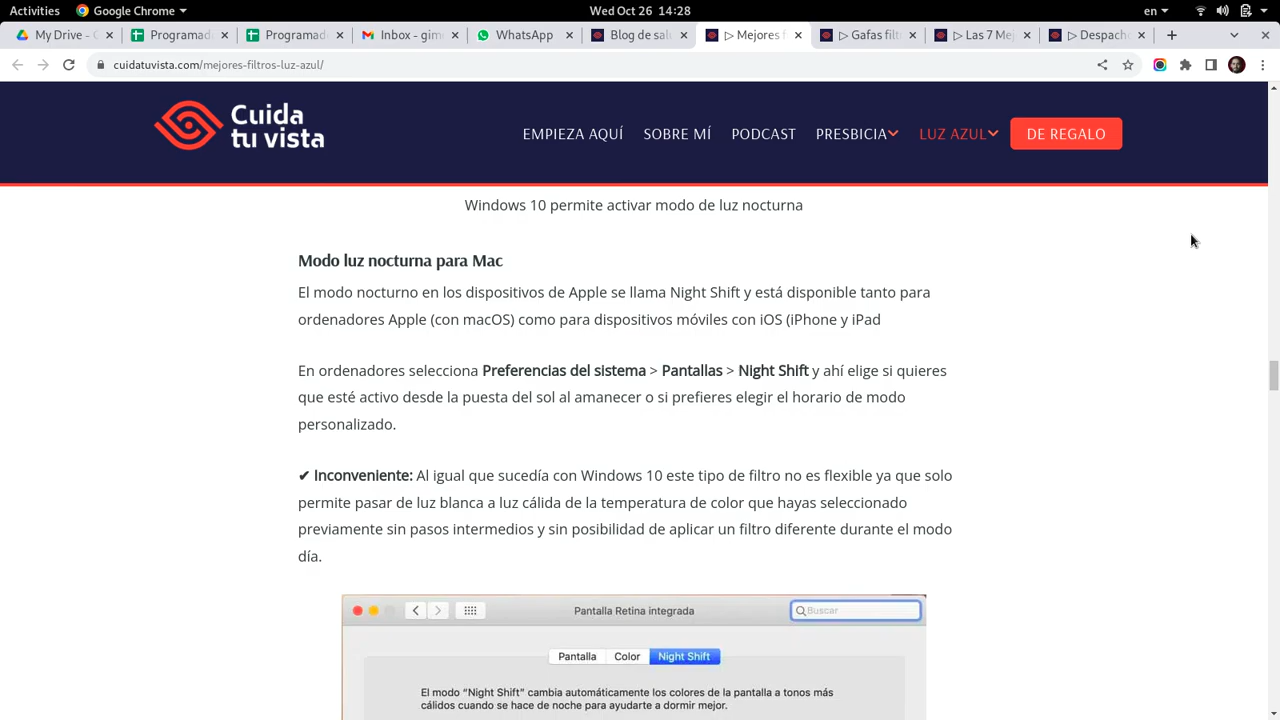 Activities
Google Chrome
Wed Oct 26 14:28
en
My Drive - G
Programad
Programad
Inbox - gim
WhatsApp
Blog de sal
▷ Mejores f
▷ Gafas filt
▷ Las 7 Mej
▷ Despach
cuidatuvista.com/mejores-filtros-luz-azul/
Cuida
tu vista
EMPIEZA AQUÍ
SOBRE MÍ
PODCAST
PRESBICIA
LUZ AZUL
DE REGALO
Windows 10 permite activar modo de luz nocturna
Modo luz nocturna para Mac
El modo nocturno en los dispositivos de Apple se llama Night Shift y está disponible tanto para
ordenadores Apple (con macOS) como para dispositivos móviles con iOS (iPhone y iPad
En ordenadores selecciona Preferencias del sistema > Pantallas > Night Shift y ahí elige si quieres
que esté activo desde la puesta del sol al amanecer o si prefieres elegir el horario de modo
personalizado.
✔ Inconveniente: Al igual que sucedía con Windows 10 este tipo de filtro no es flexible ya que solo
permite pasar de luz blanca a luz cálida de la temperatura de color que hayas seleccionado
previamente sin pasos intermedios y sin posibilidad de aplicar un filtro diferente durante el modo
día.
Pantalla Retina integrada
Buscar
Pantalla
Color
Night Shift
El modo “Night Shift” cambia automáticamente los colores de la pantalla a tonos más
cálidos cuando se hace de noche para ayudarte a dormir mejor.